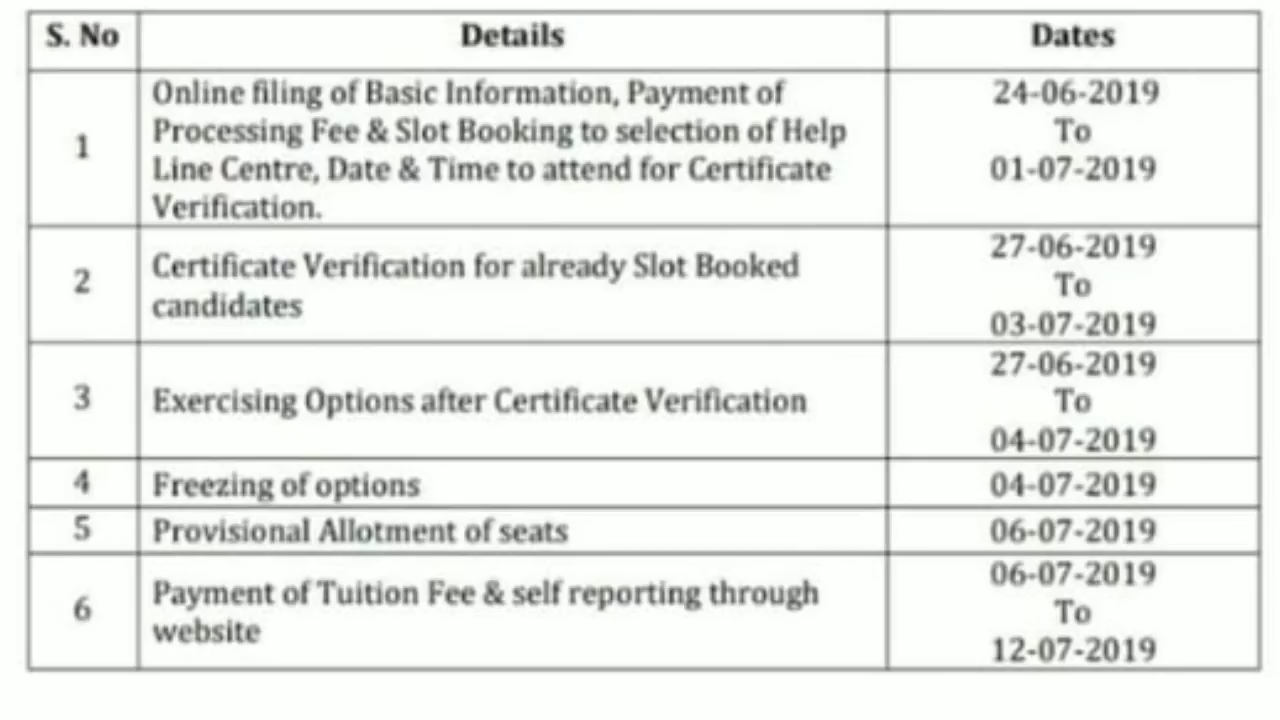 S. No Details Dates
1
Online filing of Basic Information, Payment of
Processing Fee & Slot Booking to selection of Help
Line Centre, Date & Time to attend for Certificate
Verification.
24-06-2019
To
01-07-2019
2
Certificate Verification for already Slot Booked
candidates
27-06-2019
To
03-07-2019
3
Exercising Options after Certificate Verification
27-06-2019
To
04-07-2019
4 Freezing of options 04-07-2019
5 Provisional Allotment of seats 06-07-2019
6
Payment of Tuition Fee & self reporting through
website
06-07-2019
To
12-07-2019